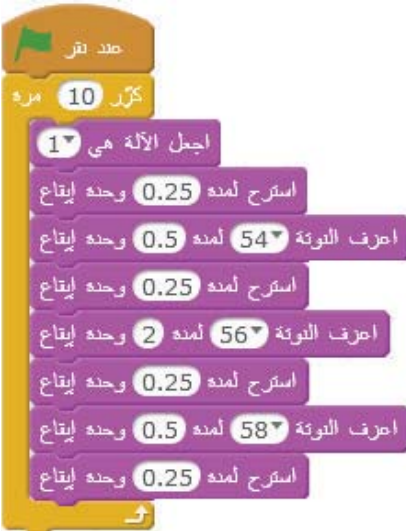 عند نقر
كرّر 10 مرة
اجعل الآلة هي 1
استرح لمدة 0.25 وحدة إيقاع
اعزف النوتة 54 لمدة 0.5 وحدة إيقاع
استرح لمدة 0.25 وحدة إيقاع
اعزف النوتة 56 لمدة 2 وحدة إيقاع
استرح لمدة 0.25 وحدة إيقاع
اعزف النوتة 58 لمدة 0.5 وحدة إيقاع
استرح لمدة 0.25 وحدة إيقاع